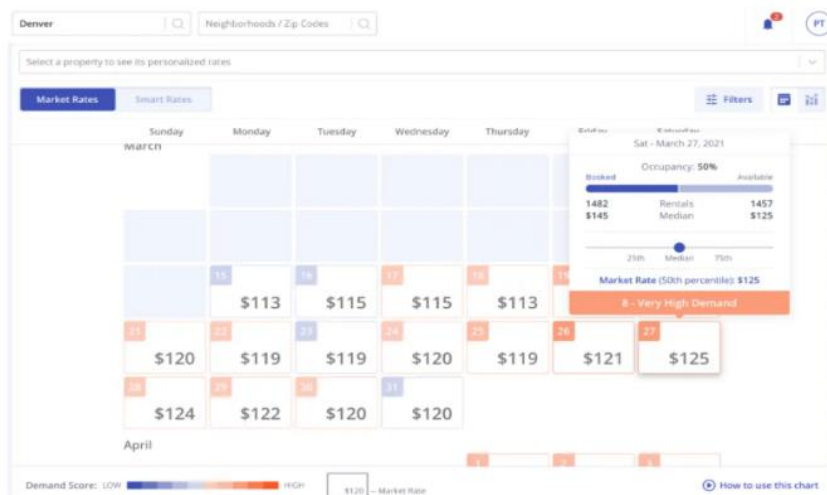 Denver
Neighborhoods / Zip Codes
2
PT
Select a property to see its personalized rates
Market Rates
Smart Rates
Filters
Sunday Monday Tuesday Wednesday Thursday Friday Saturday
March
Sat - March 27, 2021
Occupancy: 50%
Booked Available
1482 Rentals 1457
$145 Median $125
25th Median 75th
Market Rate (50th percentile): $125
8 - Very High Demand
15 16 17 18 19
$113 $115 $115 $113
21 22 23 24 25 26 27
$120 $119 $119 $120 $119 $121 $125
28 29 30 31
$124 $122 $120 $120
April
1 2 3
Demand Score: LOW HIGH
$120 — Market Rate
How to use this chart